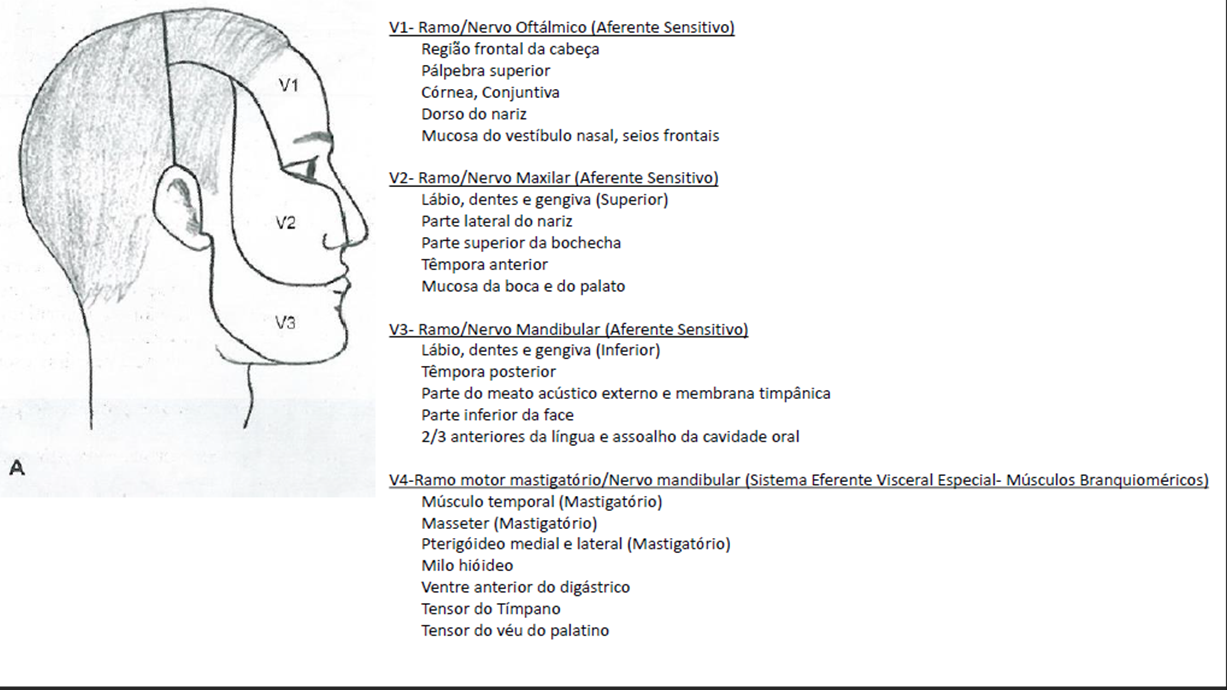 V1
V2
V3
A
V1- Ramo/Nervo Oftálmico (Aferente Sensitivo)
Região frontal da cabeça
Pálpebra superior
Córnea, Conjuntiva
Dorso do nariz
Mucosa do vestíbulo nasal, seios frontais
V2- Ramo/Nervo Maxilar (Aferente Sensitivo)
Lábio, dentes e gengiva (Superior)
Parte lateral do nariz
Parte superior da bochecha
Têmpora anterior
Mucosa da boca e do palato
V3- Ramo/Nervo Mandibular (Aferente Sensitivo)
Lábio, dentes e gengiva (Inferior)
Têmpora posterior
Parte do meato acústico externo e membrana timpânica
Parte inferior da face
2/3 anteriores da língua e assoalho da cavidade oral
V4-Ramo motor mastigatório/Nervo mandibular (Sistema Eferente Visceral Especial- Músculos Branquioméricos)
Músculo temporal (Mastigatório)
Masseter (Mastigatório)
Pterigóideo medial e lateral (Mastigatório)
Milo hióideo
Ventre anterior do digástrico
Tensor do Tímpano
Tensor do véu do palatino